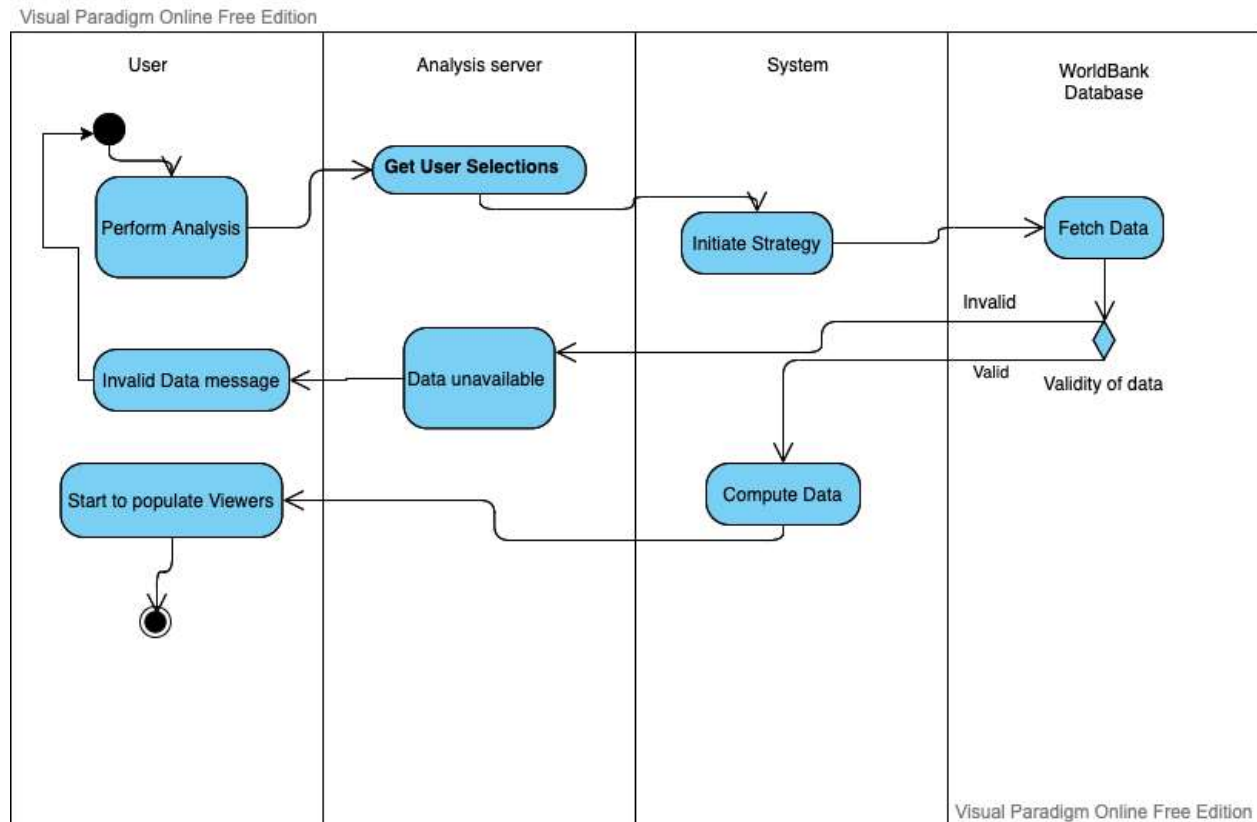 Visual Paradigm Online Free Edition
User
Analysis server
System
WorldBank
Database
Get User Selections
Perform Analysis
Initiate Strategy
Fetch Data
Invalid
Invalid Data message
Data unavailable
Valid
Validity of data
Start to populate Viewers
Compute Data
Visual Paradigm Online Free Edition